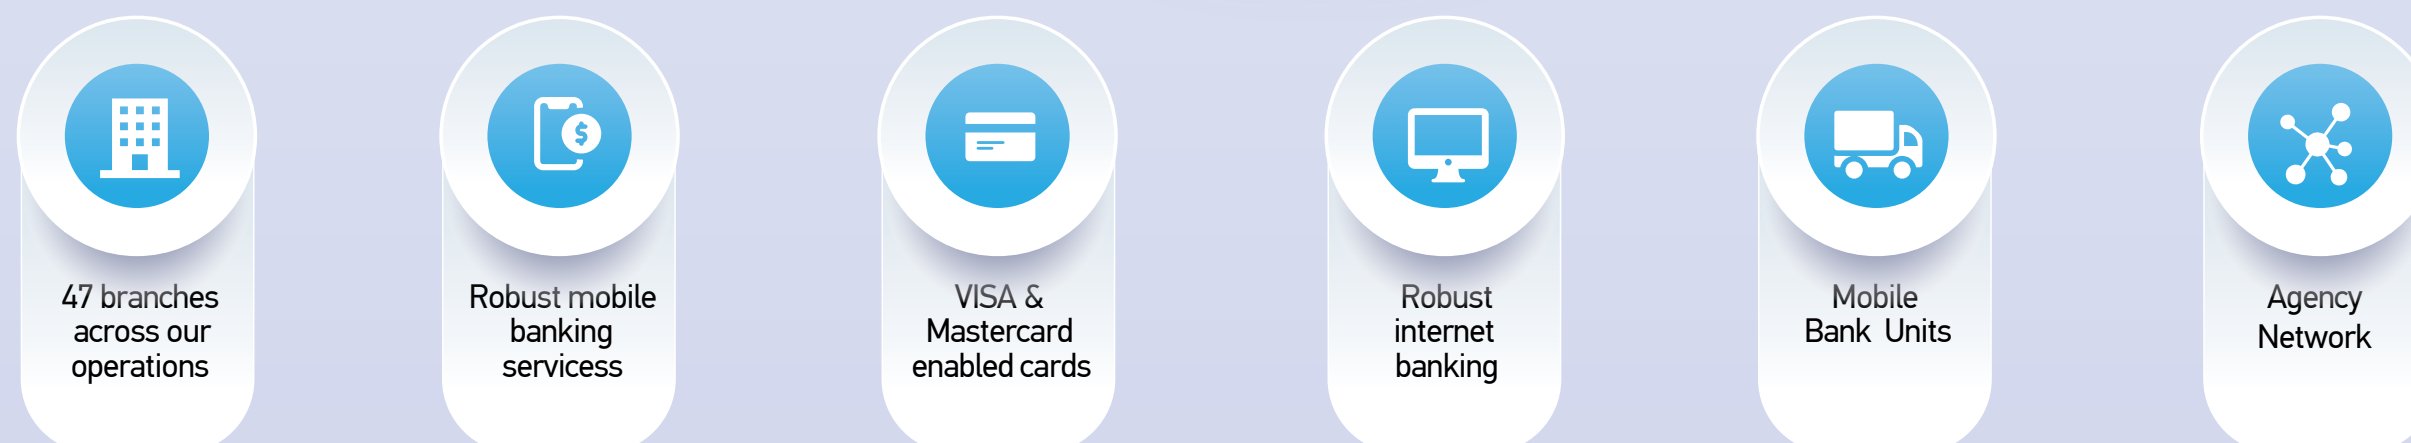 47 branches
across our
operations
Robust mobile
banking
servicess
VISA &
Mastercard
enabled cards
Robust
internet
banking
Mobile
Bank Units
Agency
Network